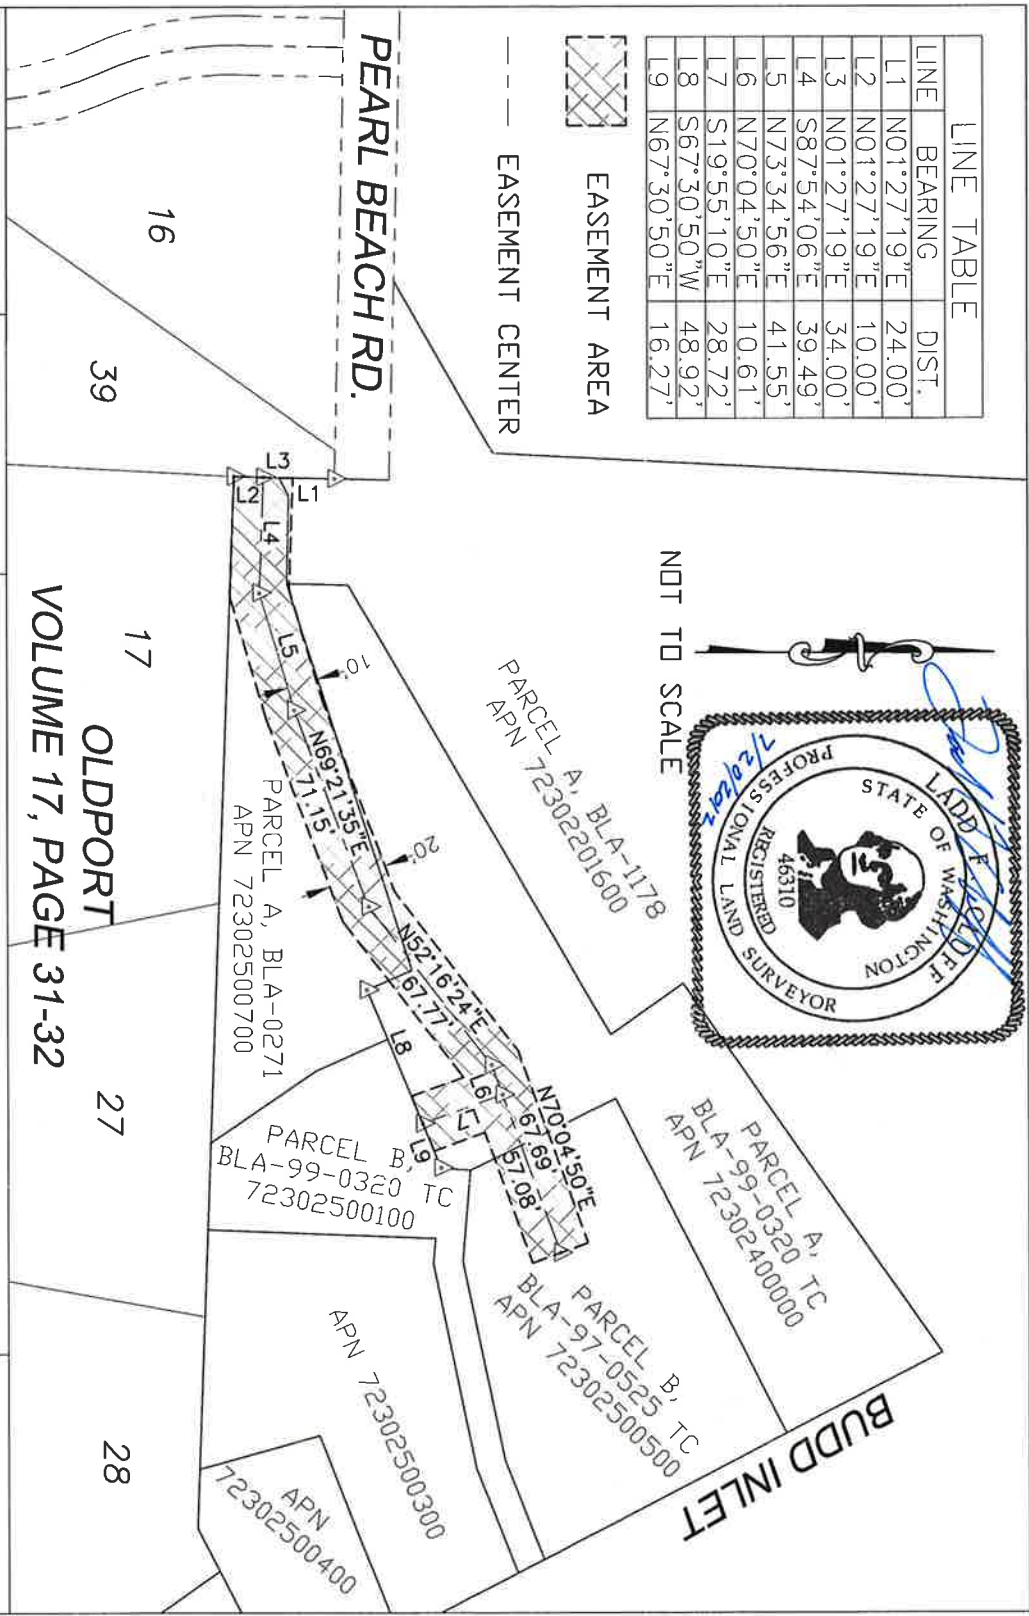 LINE TABLE
LINE BEARING DIST.
L1 N01°27'19"E 24.00'
L2 N01°27'19"E 10.00'
L3 N01°27'19"E 34.00'
L4 S87°54'06"E 39.49'
L5 N73°34'56"E 41.55'
L6 N70°04'50"E 10.61'
L7 S19°55'10"E 28.72'
L8 S67°30'50"W 48.92'
L9 N67°30'50"E 16.27'
EASEMENT AREA
EASEMENT CENTER
NOT TO SCALE
STATE OF WASHINGTON
REGISTERED
46310
PROFESSIONAL LAND SURVEYOR
7/20/2012
PEARL BEACH RD.
16
39
L3
L1
L2
L4
L5
10'
20'
N69°21'35"E
71.15'
N52°16'24"E
67.77'
L8
L6
L7
L9
N70°04'50"E
67.69'
57.08'
PARCEL A, BLA-1178
APN 72302201600
PARCEL A,
BLA-99-0320 TC
APN 72302400000
PARCEL B,
BLA-97-0525 TC
APN 72302500500
BUDD INLET
PARCEL A, BLA-0271
APN 72302500700
PARCEL B,
BLA-99-0320 TC
72302500100
APN 72302500300
APN
72302500400
17
27
28
OLDPORT
VOLUME 17, PAGE 31-32